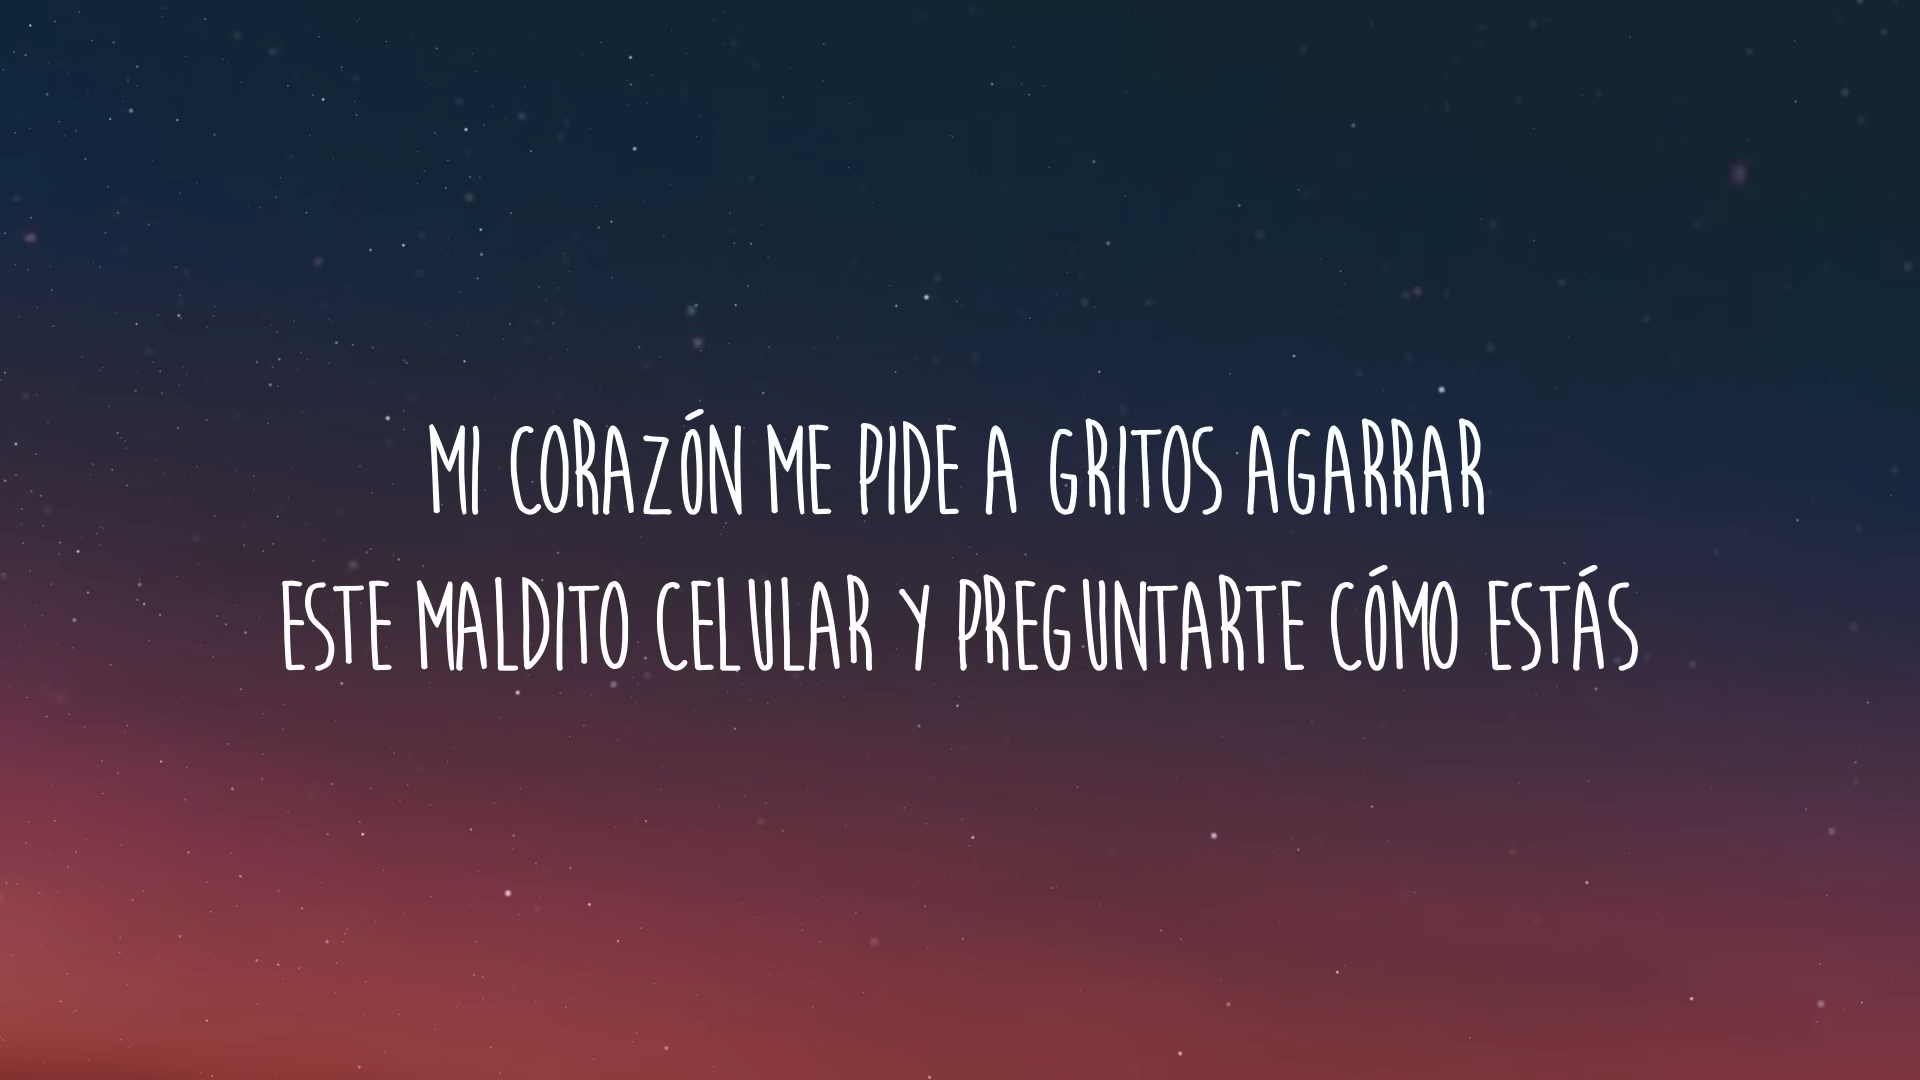 MI CORAZÓN ME PIDE A GRITOS AGARRAR
ESTE MALDITO CELULAR Y PREGUNTARTE CÓMO ESTÁS